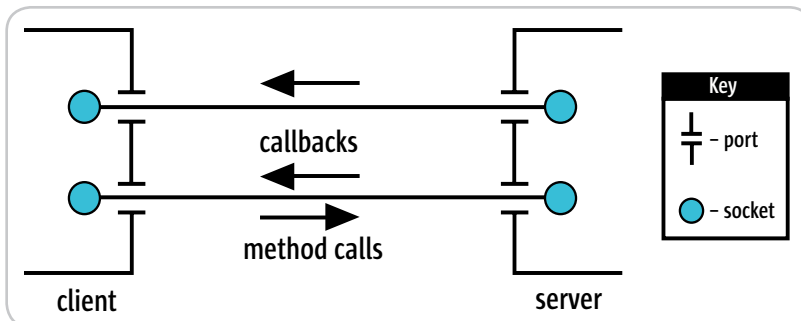 callbacks
method calls
client
server
Key
– port
– socket